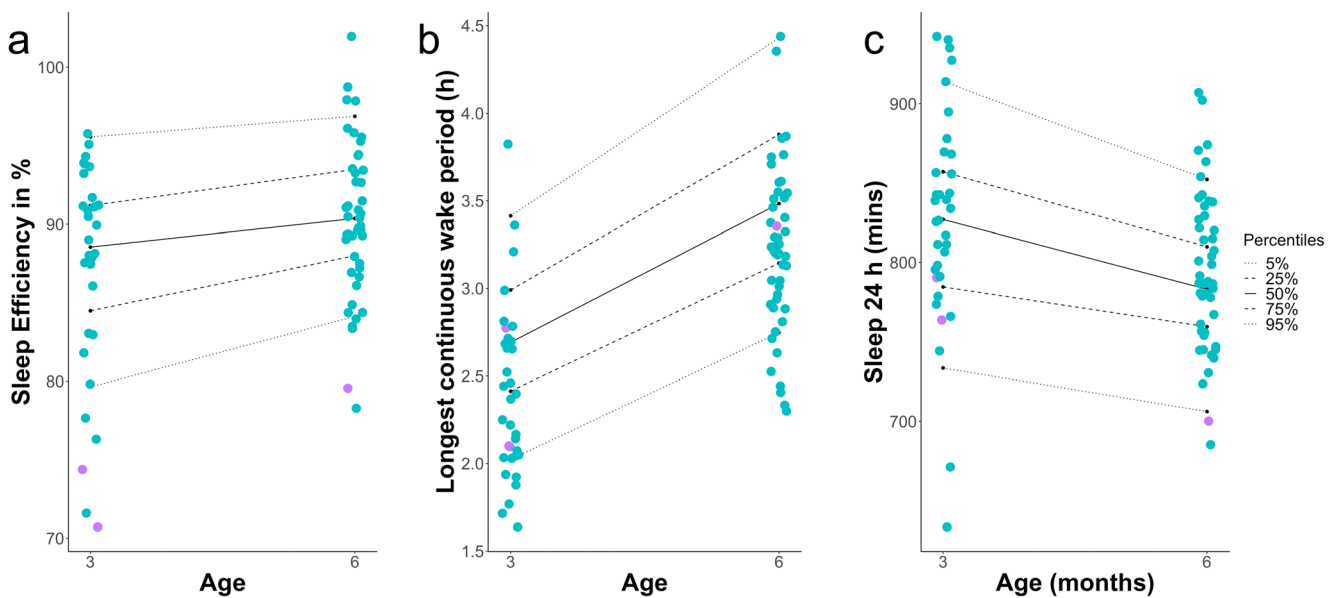 a
Sleep Efficiency in %
100
90
80
70
3
6
Age
b
Longest continuous wake period (h)
4.5
4.0
3.5
3.0
2.5
2.0
1.5
3
6
Age
c
Sleep 24 h (mins)
900
800
700
3
6
Age (months)
Percentiles
5%
25%
50%
75%
95%